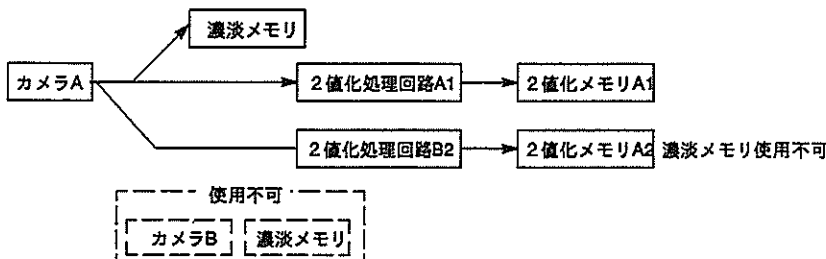 濃淡メモリ
カメラA
2値化処理回路A1
2値化メモリA1
2値化処理回路B2
2値化メモリA2 濃淡メモリ使用不可
使用不可
カメラB
濃淡メモリ